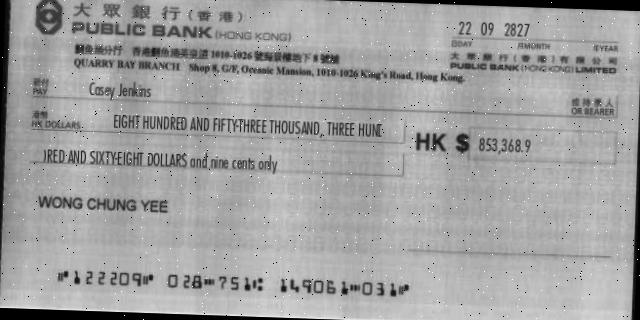 大眾銀行(香港)
PUBLIC BANK (HONG KONG)
22 09 2827
日DAY 月MONTH 年YEAR
鰂魚涌分行 香港鰂魚涌英皇道 1010-1026 號海景樓地下 8 號舖
QUARRY BAY BRANCH Shop 8, G/F, Oceanic Mansion, 1010-1026 King's Road, Hong Kong.
大眾銀行(香港)有限公司
PUBLIC BANK (HONG KONG) LIMITED
祈付
PAY Casey Jenkins
或持票人
OR BEARER
港幣
HK DOLLARS EIGHT HUNDRED AND FIFTY-THREE THOUSAND, THREE HUND
HK $ 853,368.9
DRED AND SIXTY-EIGHT DOLLARS and nine cents only
WONG CHUNG YEE
⑈122209⑈ 028⑉751⑆ 149061⑉031⑈